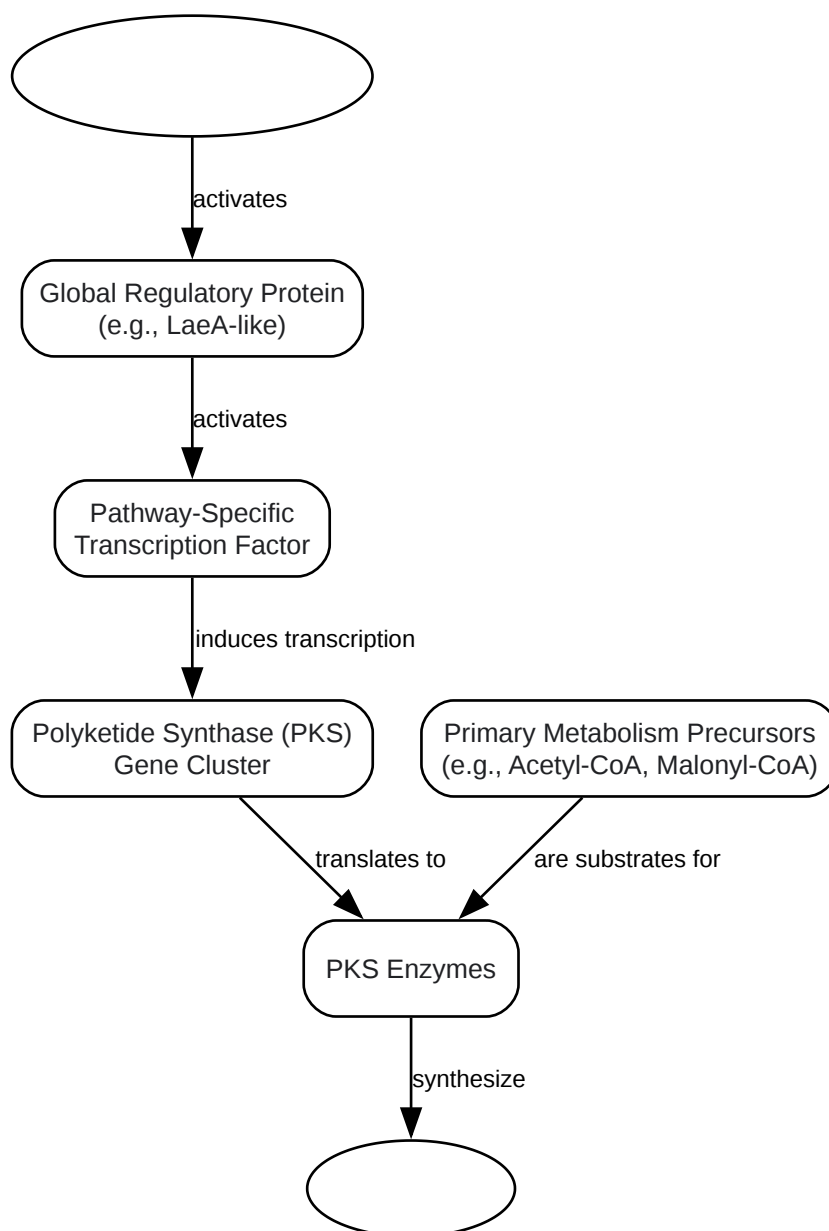 activates
Global Regulatory Protein
(e.g., LaeA-like)
activates
Pathway-Specific
Transcription Factor
induces transcription
Polyketide Synthase (PKS)
Gene Cluster
Primary Metabolism Precursors
(e.g., Acetyl-CoA, Malonyl-CoA)
translates to
are substrates for
PKS Enzymes
synthesize